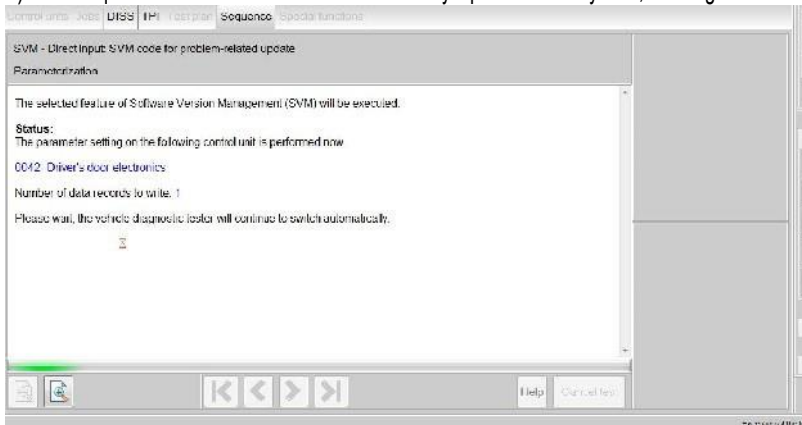 Control units Jobs DISS TPI Test plan Sequence Special functions
SVM - Direct input: SVM code for problem-related update
Parameterization
The selected feature of Software Version Management (SVM) will be executed.
Status:
The parameter setting on the following control unit is performed now
0042 Driver's door electronics
Number of data records to write: 1
Please wait, the vehicle diagnostic tester will continue to switch automatically.
Help Cancel test